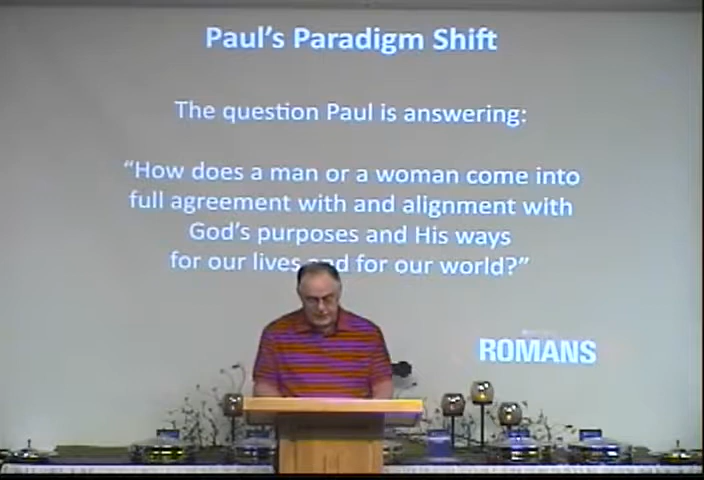 Paul's Paradigm Shift
The question Paul is answering:
“How does a man or a woman come into
full agreement with and alignment with
God's purposes and His ways
for our lives and for our world?”
ROMANS